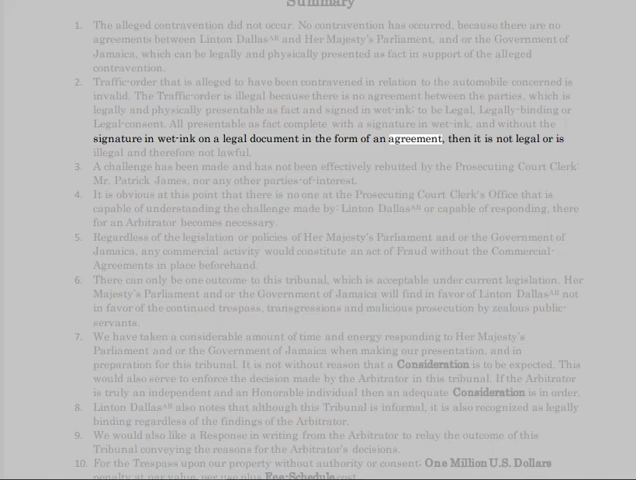 Summary
1. The alleged contravention did not occur. No contravention has occurred, because there are no
agreements between Linton Dallasᴬᴿ and Her Majesty's Parliament, and or the Government of
Jamaica, which can be legally and physically presented as fact in support of the alleged
contravention.
2. Traffic-order that is alleged to have been contravened in relation to the automobile concerned is
invalid. The Traffic-order is illegal because there is no agreement between the parties, which is
legally and physically presentable as fact and signed in wet-ink; to be Legal, Legally-binding or
Legal-consent. All presentable as fact complete with a signature in wet-ink, and without the
signature in wet-ink on a legal document in the form of an agreement, then it is not legal or is
illegal and therefore not lawful.
3. A challenge has been made and has not been effectively rebutted by the Prosecuting Court Clerk:
Mr. Patrick James, nor any other parties-of-interest.
4. It is obvious at this point that there is no one at the Prosecuting Court Clerk's Office that is
capable of understanding the challenge made by: Linton Dallasᴬᴿ or capable of responding, there
for an Arbitrator becomes necessary.
5. Regardless of the legislation or policies of Her Majesty's Parliament and or the Government of
Jamaica, any commercial activity would constitute an act of Fraud without the Commercial-
Agreements in place beforehand.
6. There can only be one outcome to this tribunal, which is acceptable under current legislation. Her
Majesty's Parliament and or the Government of Jamaica will find in favor of Linton Dallasᴬᴿ not
in favor of the continued trespass, transgressions and malicious prosecution by zealous public-
servants.
7. We have taken a considerable amount of time and energy responding to Her Majesty's
Parliament and or the Government of Jamaica when making our presentation, and in
preparation for this tribunal. It is not without reason that a Consideration is to be expected. This
would also serve to enforce the decision made by the Arbitrator in this tribunal. If the Arbitrator
is truly an independent and an Honorable individual then an adequate Consideration is in order.
8. Linton Dallasᴬᴿ also notes that although this Tribunal is informal, it is also recognized as legally
binding regardless of the findings of the Arbitrator.
9. We would also like a Response in writing from the Arbitrator to relay the outcome of this
Tribunal conveying the reasons for the Arbitrator's decisions.
10. For the Trespass upon our property without authority or consent: One Million U.S. Dollars
penalty at par value, per use plus Fee-Schedule cost